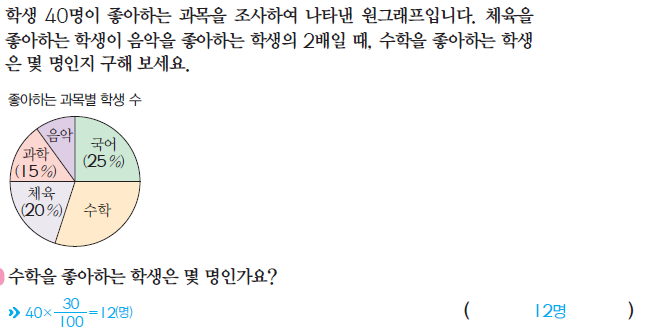 학생 40명이 좋아하는 과목을 조사하여 나타낸 원그래프입니다. 체육을
좋아하는 학생이 음악을 좋아하는 학생의 2배일 때, 수학을 좋아하는 학생
은 몇 명인지 구해 보세요.
좋아하는 과목별 학생 수
음악
국어
(25%)
과학
(15%)
체육
(20%)
수학
수학을 좋아하는 학생은 몇 명인가요?
» 40×30/100=12(명)
( 12명 )